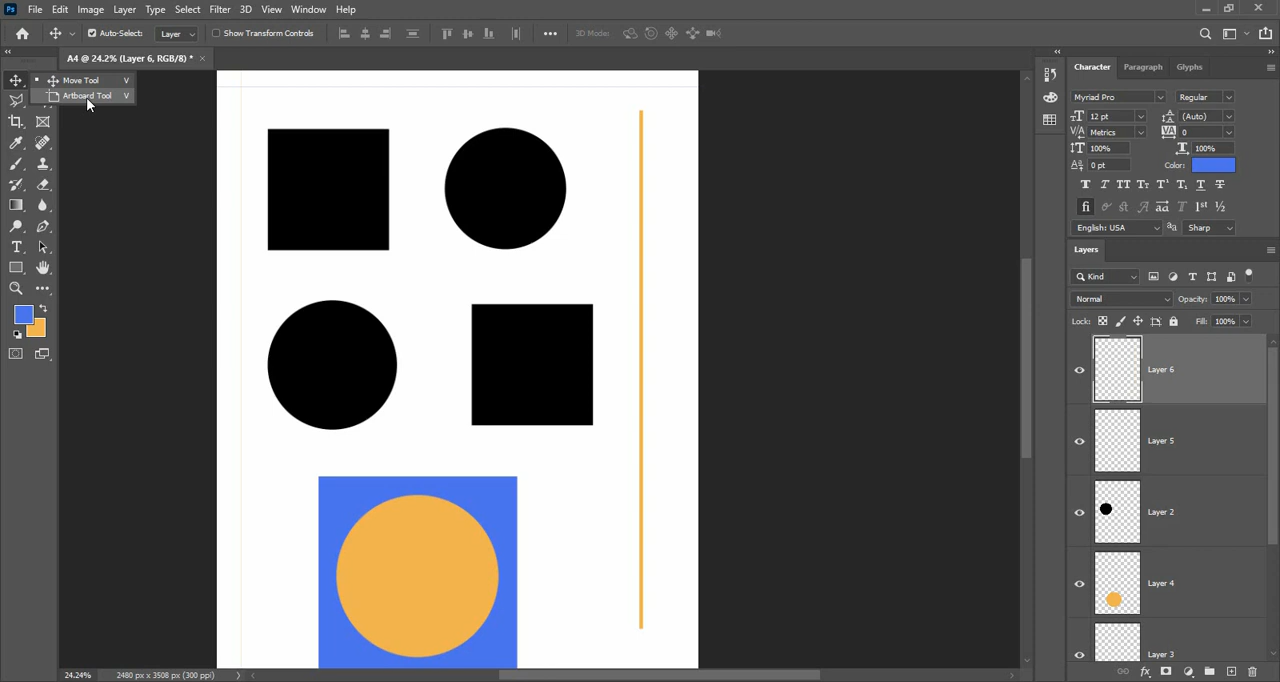 Ps File Edit Image Layer Type Select Filter 3D View Window Help
Auto-Select: Layer Show Transform Controls 3D Mode:
A4 @ 24.2% (Layer 6, RGB/8) *
Move Tool V
Artboard Tool V
Character Paragraph Glyphs
Myriad Pro Regular
12 pt (Auto)
Metrics 0
100% 100%
0 pt Color:
English: USA Sharp
Layers
Kind
Normal Opacity: 100%
Lock: Fill: 100%
Layer 6
Layer 5
Layer 2
Layer 4
Layer 3
24.24% 2480 px x 3508 px (300 ppi)